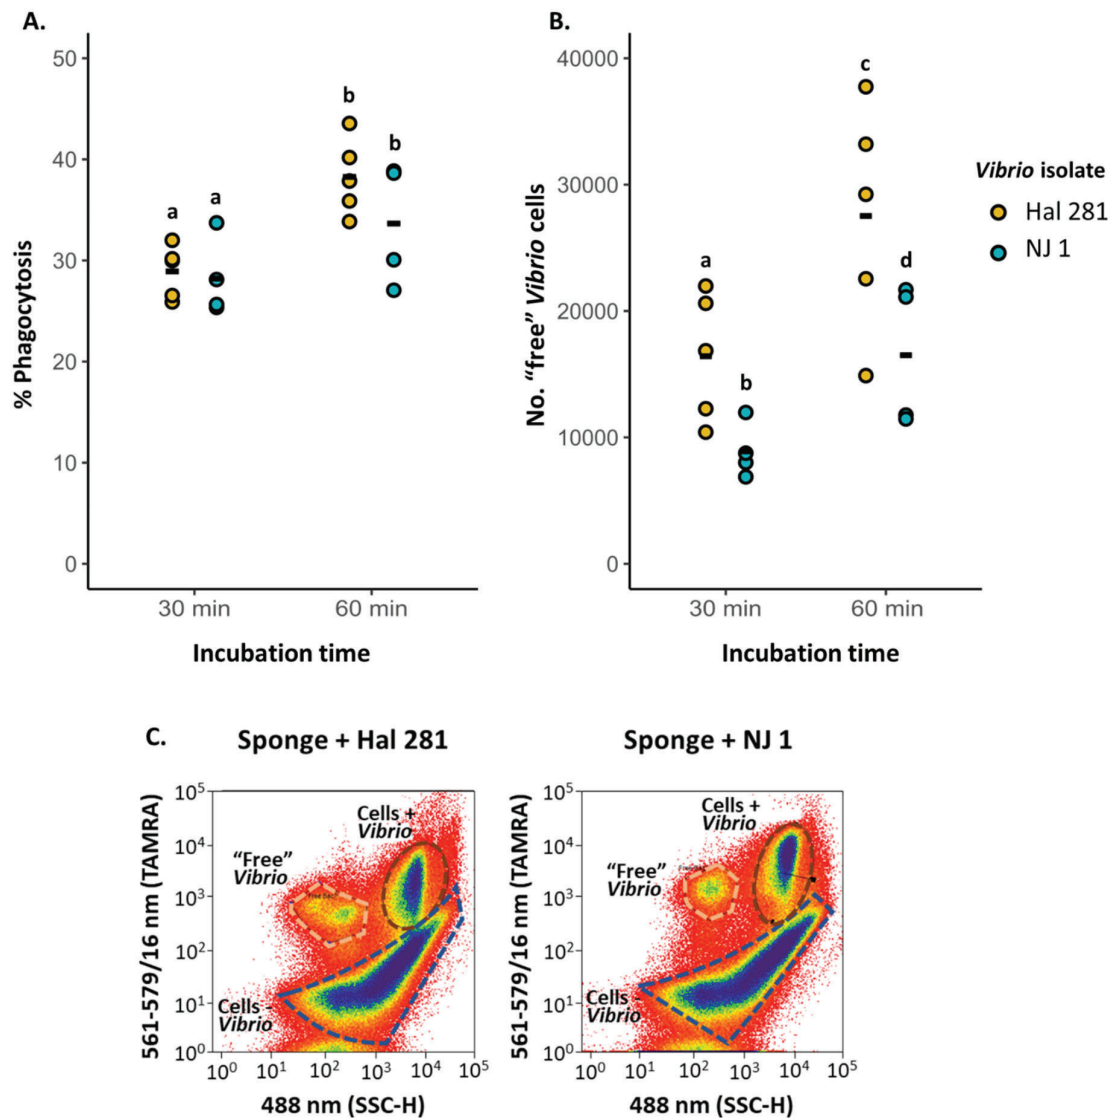 A.
50
40
30
20
10
0
% Phagocytosis
a
a
b
b
30 min
60 min
Incubation time
B.
40000
30000
20000
10000
0
No. “free” Vibrio cells
a
b
c
d
30 min
60 min
Incubation time
Vibrio isolate
Hal 281
NJ 1
C.
Sponge + Hal 281
561-579/16 nm (TAMRA)
10⁵
10⁴
10³
10²
10¹
10⁰
Cells +
Vibrio
“Free”
Vibrio
Cells -
Vibrio
10⁰ 10¹ 10² 10³ 10⁴ 10⁵
488 nm (SSC-H)
Sponge + NJ 1
561-579/16 nm (TAMRA)
10⁵
10⁴
10³
10²
10¹
10⁰
Cells +
Vibrio
“Free”
Vibrio
Cells -
Vibrio
10⁰ 10¹ 10² 10³ 10⁴ 10⁵
488 nm (SSC-H)